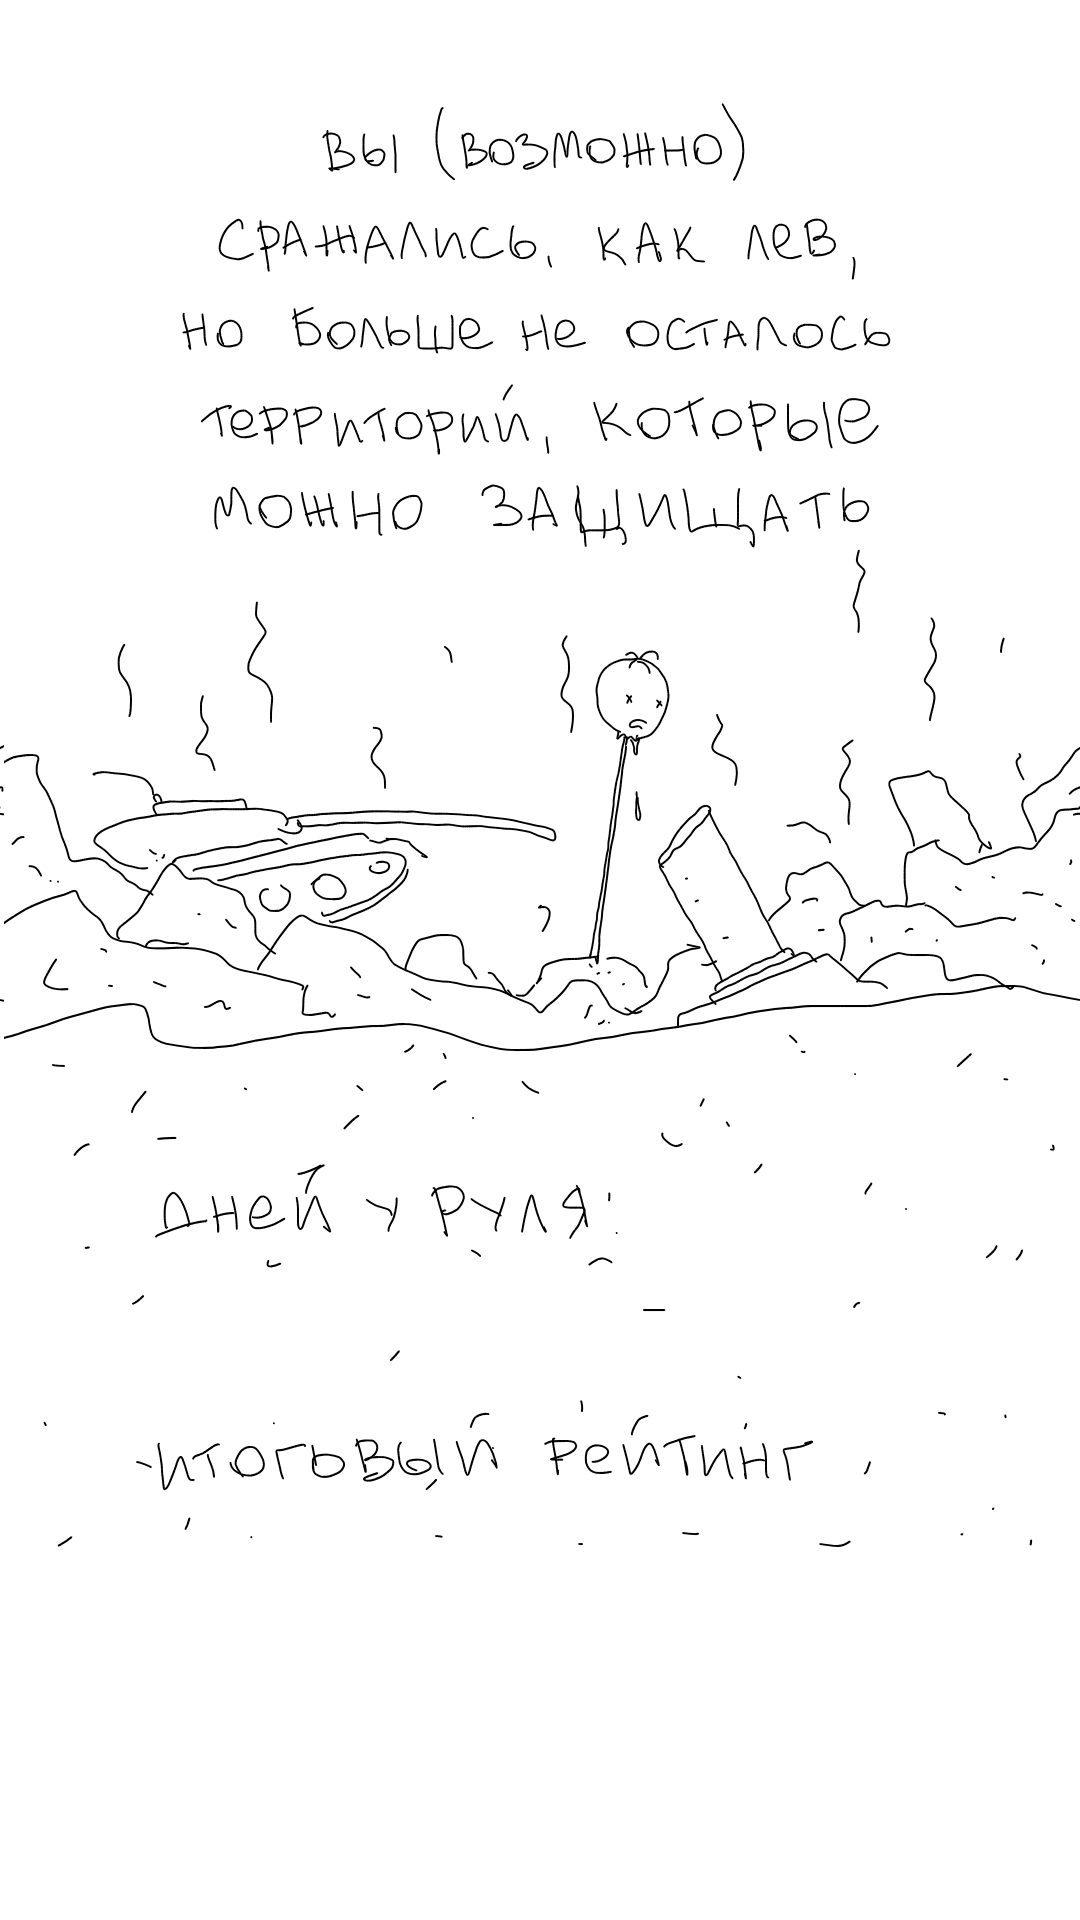 ВЫ (ВОЗМОЖНО)
СРАЖАЛИСЬ, КАК ЛЕВ,
НО БОЛЬШЕ НЕ ОСТАЛОСЬ
ТЕРРИТОРИЙ, КОТОРЫЕ
МОЖНО ЗАЩИЩАТЬ
ДНЕЙ У РУЛЯ:
ИТОГОВЫЙ РЕЙТИНГ